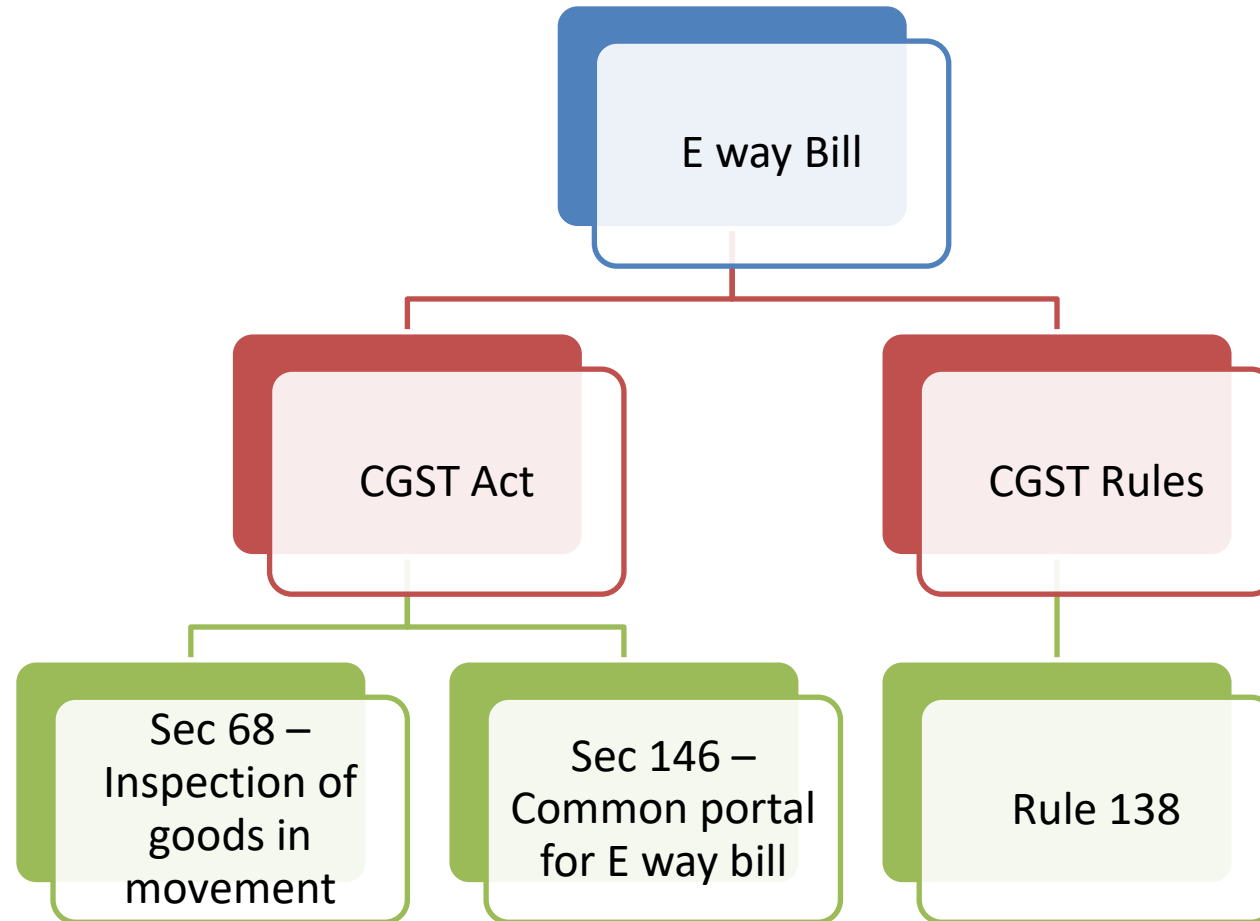 E way Bill
CGST Act
CGST Rules
Sec 68 –
Inspection of
goods in
movement
Sec 146 –
Common portal
for E way bill
Rule 138